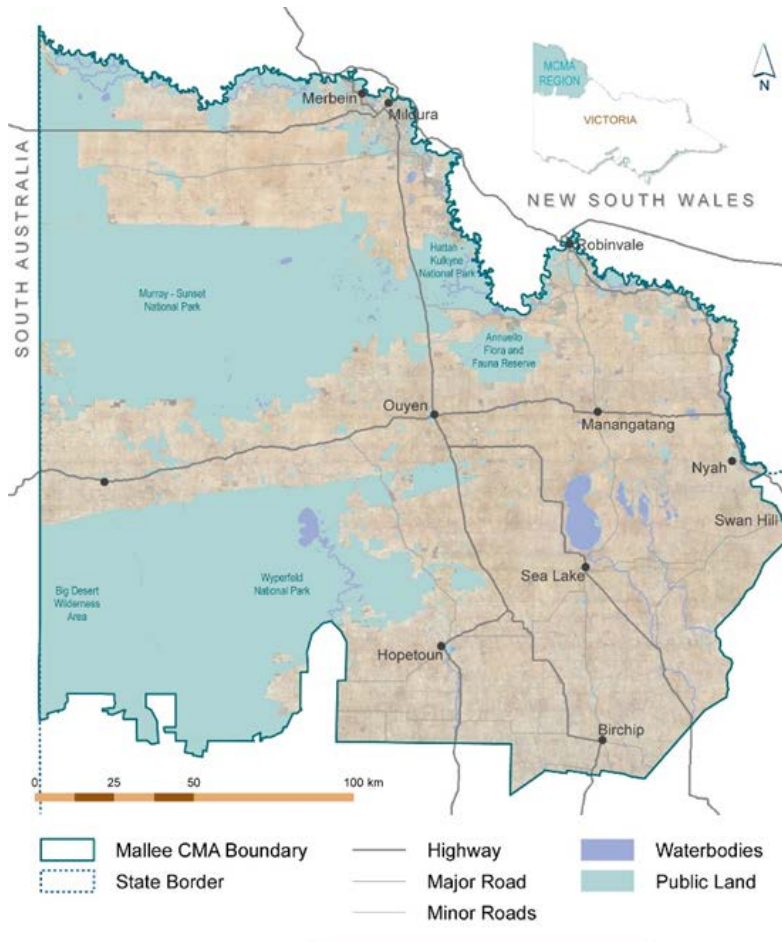 MCMA
REGION
VICTORIA
N
Merbein
Mildura
SOUTH AUSTRALIA
NEW SOUTH WALES
Robinvale
Hattah -
Kulkyne
National Park
Murray - Sunset
National Park
Annuello
Flora and
Fauna Reserve
Ouyen
Manangatang
Nyah
Swan Hill
Sea Lake
Wyperfeld
National Park
Big Desert
Wilderness
Area
Hopetoun
Birchip
0 25 50 100 km
Mallee CMA Boundary
State Border
Highway
Major Road
Minor Roads
Waterbodies
Public Land